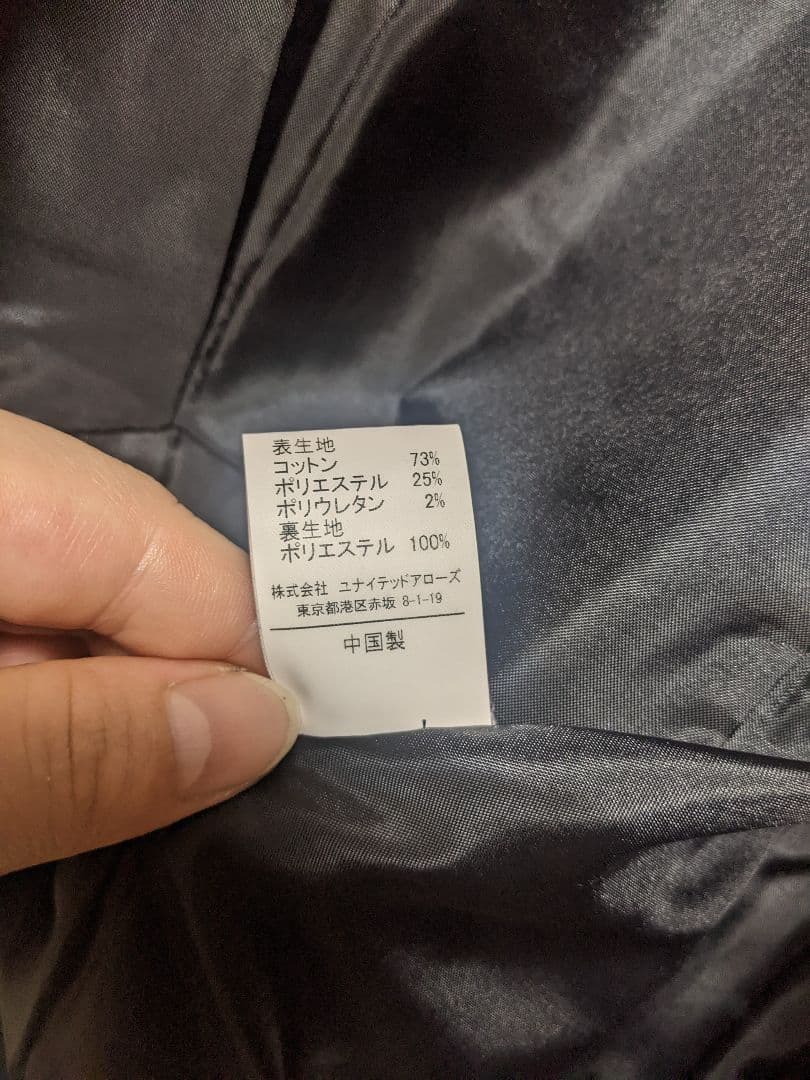 表生地
コットン 73%
ポリエステル 25%
ポリウレタン 2%
裏生地
ポリエステル 100%
株式会社 ユナイテッドアローズ
東京都港区赤坂 8-1-19
中国製